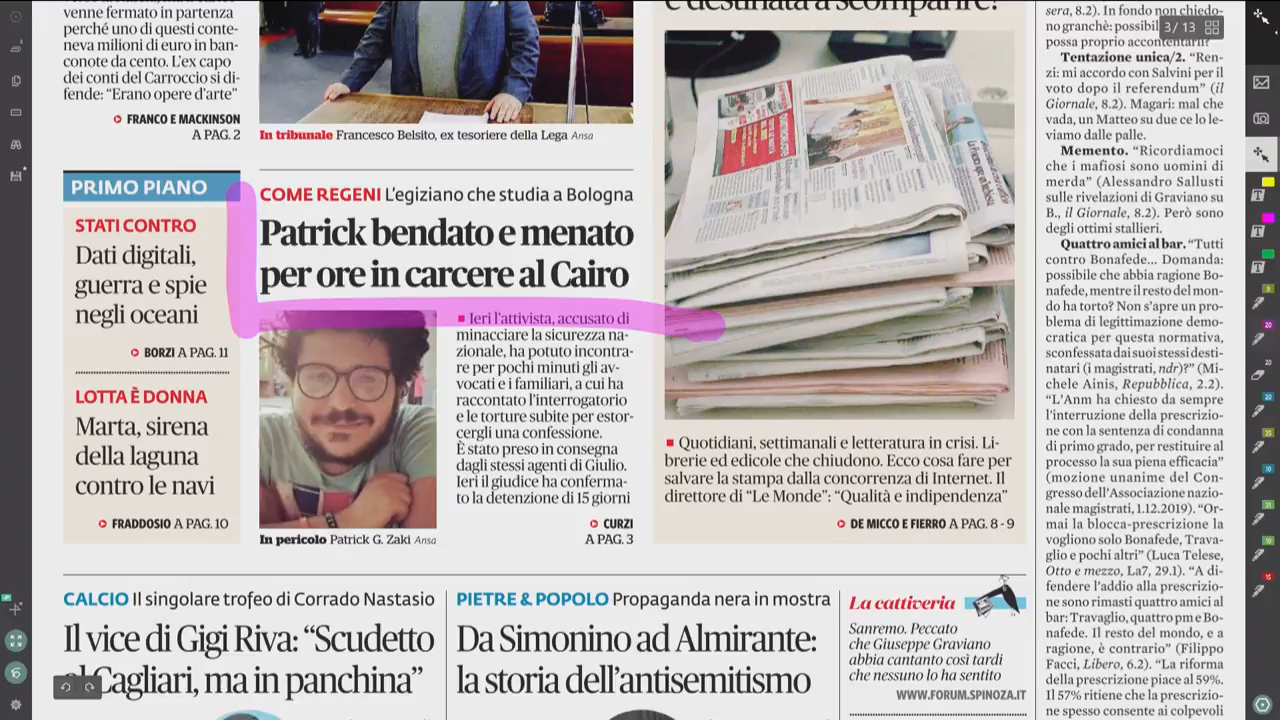 venne fermato in partenza
perché uno di questi conte-
neva milioni di euro in ban-
conote da cento. L'ex capo
dei conti del Carroccio si di-
fende: "Erano opere d'arte"
FRANCO E MACKINSON
A PAG. 2
In tribunale Francesco Belsito, ex tesoriere della Lega Ansa
PRIMO PIANO
STATI CONTRO
Dati digitali,
guerra e spie
negli oceani
BORZI A PAG. 11
LOTTA È DONNA
Marta, sirena
della laguna
contro le navi
FRADDOSIO A PAG. 10
COME REGENI L'egiziano che studia a Bologna
Patrick bendato e menato
per ore in carcere al Cairo
Ieri l'attivista, accusato di
minacciare la sicurezza na-
zionale, ha potuto incontra-
re per pochi minuti gli av-
vocati e i familiari, a cui ha
raccontato l'interrogatorio
e le torture subite per estor-
cergli una confessione.
È stato preso in consegna
dagli stessi agenti di Giulio.
Ieri il giudice ha conferma-
to la detenzione di 15 giorni
CURZI
A PAG. 3
In pericolo Patrick G. Zaki Ansa
è destinata a scomparire?
Quotidiani, settimanali e letteratura in crisi. Li-
brerie ed edicole che chiudono. Ecco cosa fare per
salvare la stampa dalla concorrenza di Internet. Il
direttore di "Le Monde": "Qualità e indipendenza"
DE MICCO E FIERRO A PAG. 8 - 9
CALCIO Il singolare trofeo di Corrado Nastasio
Il vice di Gigi Riva: "Scudetto
al Cagliari, ma in panchina"
PIETRE & POPOLO Propaganda nera in mostra
Da Simonino ad Almirante:
la storia dell'antisemitismo
La cattiveria
Sanremo. Peccato
che Giuseppe Graviano
abbia cantanto così tardi
che nessuno lo ha sentito
WWW.FORUM.SPINOZA.IT
sera, 8.2). In fondo non chiedo-
no granchè: possibil
possa proprio accontentarli?
3 / 13
Tentazione unica/2. "Ren-
zi: mi accordo con Salvini per il
voto dopo il referendum" (il
Giornale, 8.2). Magari: mal che
vada, un Matteo su due ce lo le-
viamo dalle palle.
Memento. "Ricordiamoci
che i mafiosi sono uomini di
merda" (Alessandro Sallusti
sulle rivelazioni di Graviano su
B., il Giornale, 8.2). Però sono
degli ottimi stallieri.
Quattro amici al bar. "Tutti
contro Bonafede... Domanda:
possibile che abbia ragione Bo-
nafede, mentre il resto del mon-
do ha torto? Non s'apre un pro-
blema di legittimazione demo-
cratica per questa normativa,
sconfessata dai suoi stessi desti-
natari (i magistrati, ndr)?" (Mi-
chele Ainis, Repubblica, 2.2).
"L'Anm ha chiesto da sempre
l'interruzione della prescrizio-
ne con la sentenza di condanna
di primo grado, per restituire al
processo la sua piena efficacia"
(mozione unanime del Con-
gresso dell'Associazione nazio-
nale magistrati, 1.12.2019). "Or-
mai la blocca-prescrizione la
vogliono solo Bonafede, Trava-
glio e pochi altri" (Luca Telese,
Otto e mezzo, La7, 29.1). "A di-
fendere l'addio alla prescrizio-
ne sono rimasti quattro amici al
bar: Travaglio, quattro pm e Bo-
nafede. Il resto del mondo, e a
ragione, è contrario" (Filippo
Facci, Libero, 6.2). "La riforma
della prescrizione piace al 59%.
Il 57% ritiene che la prescrizio-
ne spesso consente ai colpevoli